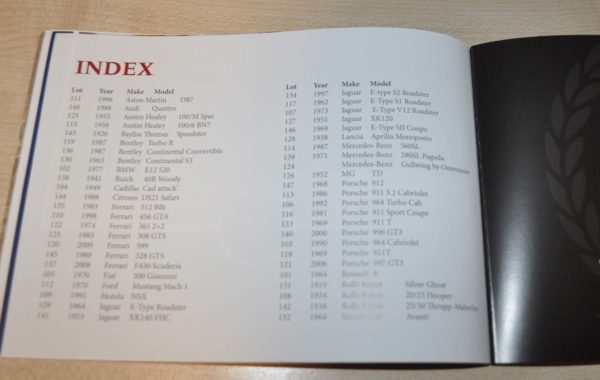 INDEX
Lot Year Make Model
111 1996 Aston Martin DB7
148 1988 Audi Quattro
125 1955 Austin Healey 100/M Spec
115 1958 Austin Healey 100/6 BN7
143 1926 Bayliss Thomas Speedster
119 1987 Bentley Turbo R
136 1987 Bentley Continental Convertible
130 1963 Bentley Continental S3
102 1977 BMW E12 520
138 1941 Buick 40B Woody
104 1949 Cadillac Cad attack'
144 1988 Citroen DS21 Safari
135 1983 Ferrari 512 BBi
110 1998 Ferrari 456 GTA
122 1974 Ferrari 365 2+2
123 1985 Ferrari 308 GTS
120 2009 Ferrari 599
145 1989 Ferrari 328 GTS
137 2008 Ferrari F430 Scuderia
105 1970 Fiat 500 Giannini
112 1970 Ford Mustang Mach 1
109 1991 Honda NSX
129 1964 Jaguar E-Type Roadster
141 1953 Jaguar XK140 FHC
Lot Year Make Model
134 1997 Jaguar E-type S2 Roadster
117 1962 Jaguar E-Type S1 Roadster
107 1973 Jaguar E-Type V12 Roadster
127 1951 Jaguar XK120
146 1969 Jaguar E-Type SII Coupe
128 1938 Lancia Aprilia Monoposto
114 1987 Mercedes-Benz 560SL
139 1971 Mercedes-Benz 280SL Pagoda
124 Mercedes-Benz Gullwing by Ostermeier
126 1952 MG TD
147 1968 Porsche 912
113 1986 Porsche 911 3.2 Cabriolet
106 1992 Porsche 964 Turbo Cab
116 1981 Porsche 911 Sport Coupe
133 1969 Porsche 911 T
140 2000 Porsche 996 GT3
103 1990 Porsche 964 Cabriolet
118 1969 Porsche 911T
121 2006 Porsche 997 GT3
101 1964 Renault 8
131 1919 Rolls Royce Silver Ghost
108 1934 Rolls Royce 20/25 Hooper
142 1936 Rolls Royce 25/30 Thrupp-Maberley
132 1964 Studebaker Avanti